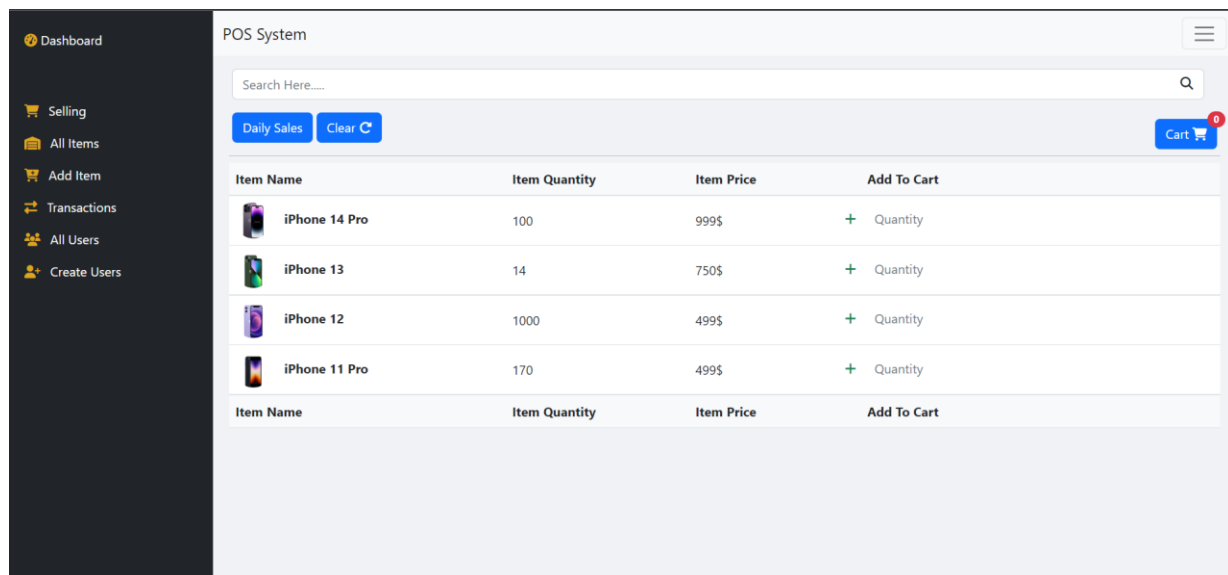 Dashboard
POS System
Search Here.....
Selling
Daily Sales Clear
0
Cart
All Items
Add Item
Transactions
All Users
Create Users
Item Name Item Quantity Item Price Add To Cart
iPhone 14 Pro 100 999$ + Quantity
iPhone 13 14 750$ + Quantity
iPhone 12 1000 499$ + Quantity
iPhone 11 Pro 170 499$ + Quantity
Item Name Item Quantity Item Price Add To Cart